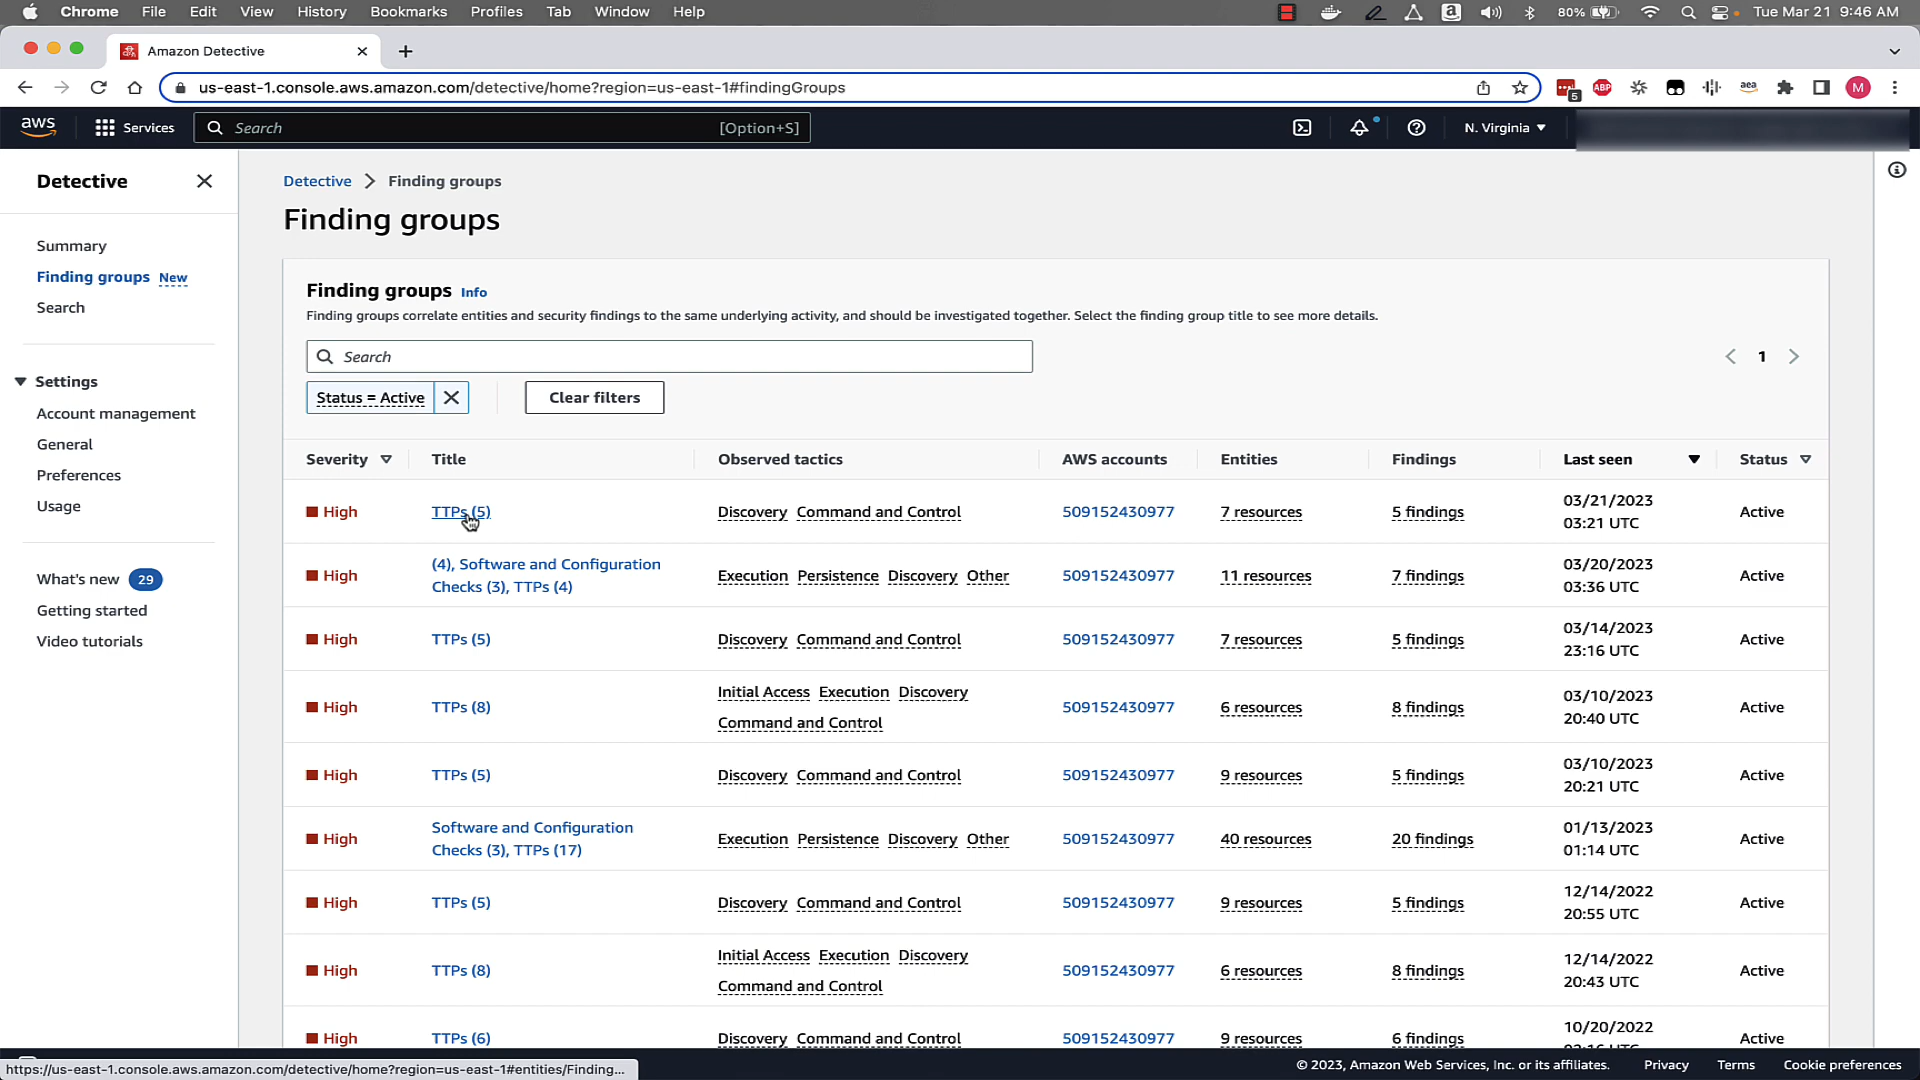 Chrome File Edit View History Bookmarks Profiles Tab Window Help 80% Tue Mar 21 9:46 AM
Amazon Detective
us-east-1.console.aws.amazon.com/detective/home?region=us-east-1#findingGroups 5 ABP aea M
aws Services Search [Option+S] N. Virginia
Detective
Summary
Finding groups New
Search
Settings
Account management
General
Preferences
Usage
What's new 29
Getting started
Video tutorials
Detective Finding groups
Finding groups
Finding groups Info
Finding groups correlate entities and security findings to the same underlying activity, and should be investigated together. Select the finding group title to see more details.
Search
1
Status = Active Clear filters
Severity Title Observed tactics AWS accounts Entities Findings Last seen Status
High TTPs (5) Discovery Command and Control 509152430977 7 resources 5 findings 03/21/2023 03:21 UTC Active
High (4), Software and Configuration Checks (3), TTPs (4) Execution Persistence Discovery Other 509152430977 11 resources 7 findings 03/20/2023 03:36 UTC Active
High TTPs (5) Discovery Command and Control 509152430977 7 resources 5 findings 03/14/2023 23:16 UTC Active
High TTPs (8) Initial Access Execution Discovery Command and Control 509152430977 6 resources 8 findings 03/10/2023 20:40 UTC Active
High TTPs (5) Discovery Command and Control 509152430977 9 resources 5 findings 03/10/2023 20:21 UTC Active
High Software and Configuration Checks (3), TTPs (17) Execution Persistence Discovery Other 509152430977 40 resources 20 findings 01/13/2023 01:14 UTC Active
High TTPs (5) Discovery Command and Control 509152430977 9 resources 5 findings 12/14/2022 20:55 UTC Active
High TTPs (8) Initial Access Execution Discovery Command and Control 509152430977 6 resources 8 findings 12/14/2022 20:43 UTC Active
High TTPs (6) Discovery Command and Control 509152430977 9 resources 6 findings 10/20/2022 Active
https://us-east-1.console.aws.amazon.com/detective/home?region=us-east-1#entities/Finding...
© 2023, Amazon Web Services, Inc. or its affiliates. Privacy Terms Cookie preferences